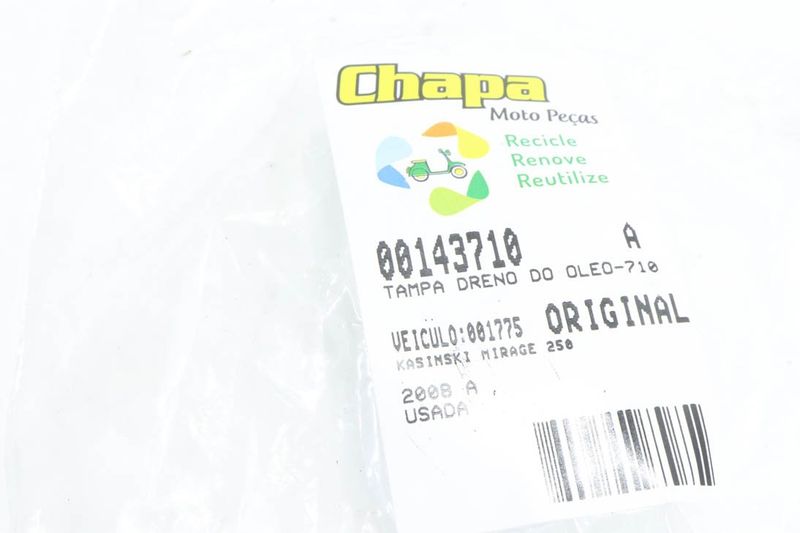 Chapa
Moto Peças
Recicle
Renove
Reutilize
00143710 A
TAMPA DRENO DO OLEO-710
VEICULO:001775 ORIGINAL
KASINSKI MIRAGE 250
2008 A
USADA